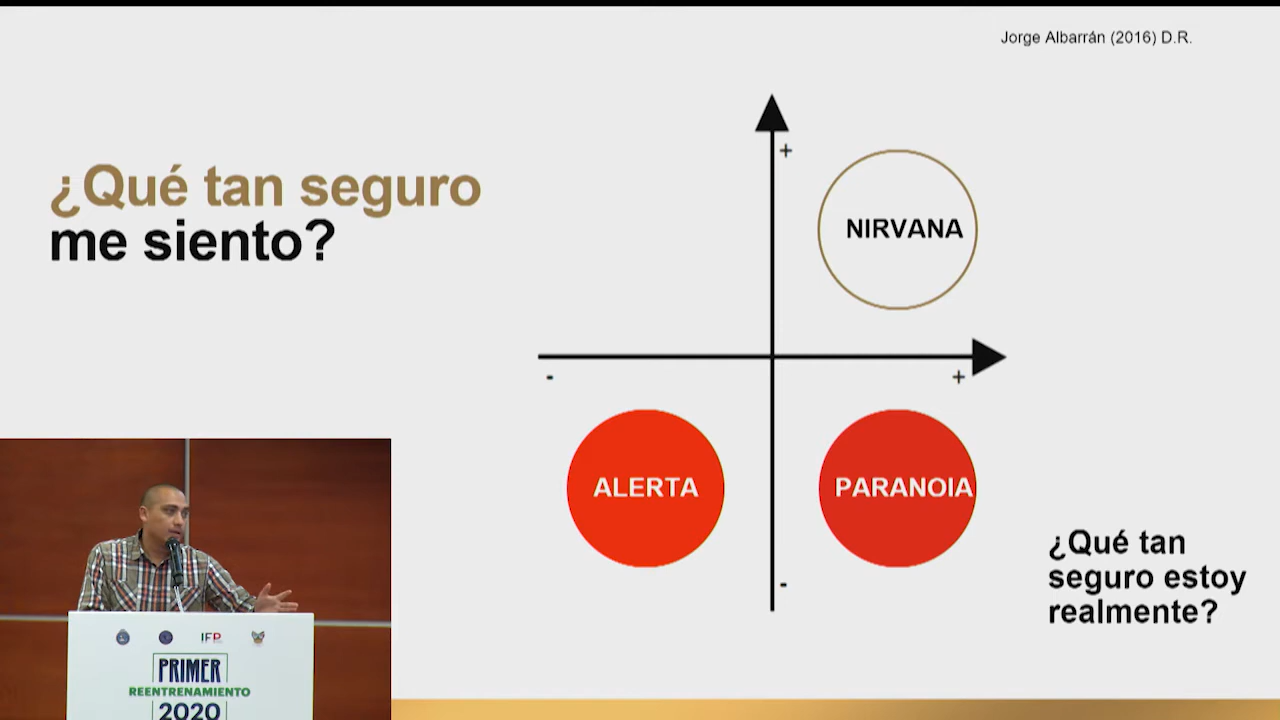 Jorge Albarrán (2016) D.R.
¿Qué tan seguro
me siento?
+
NIRVANA
-
+
ALERTA
PARANOIA
-
¿Qué tan
seguro estoy
realmente?
IFP
PRIMER
REENTRENAMIENTO
2020